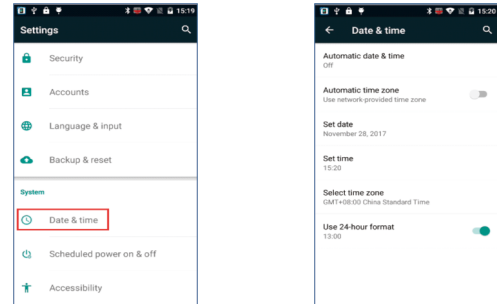 15:19
Settings
Security
Accounts
Language & input
Backup & reset
System
Date & time
Scheduled power on & off
Accessibility
15:20
Date & time
Automatic date & time
Off
Automatic time zone
Use network-provided time zone
Set date
November 28, 2017
Set time
15:20
Select time zone
GMT+08:00 China Standard Time
Use 24-hour format
13:00